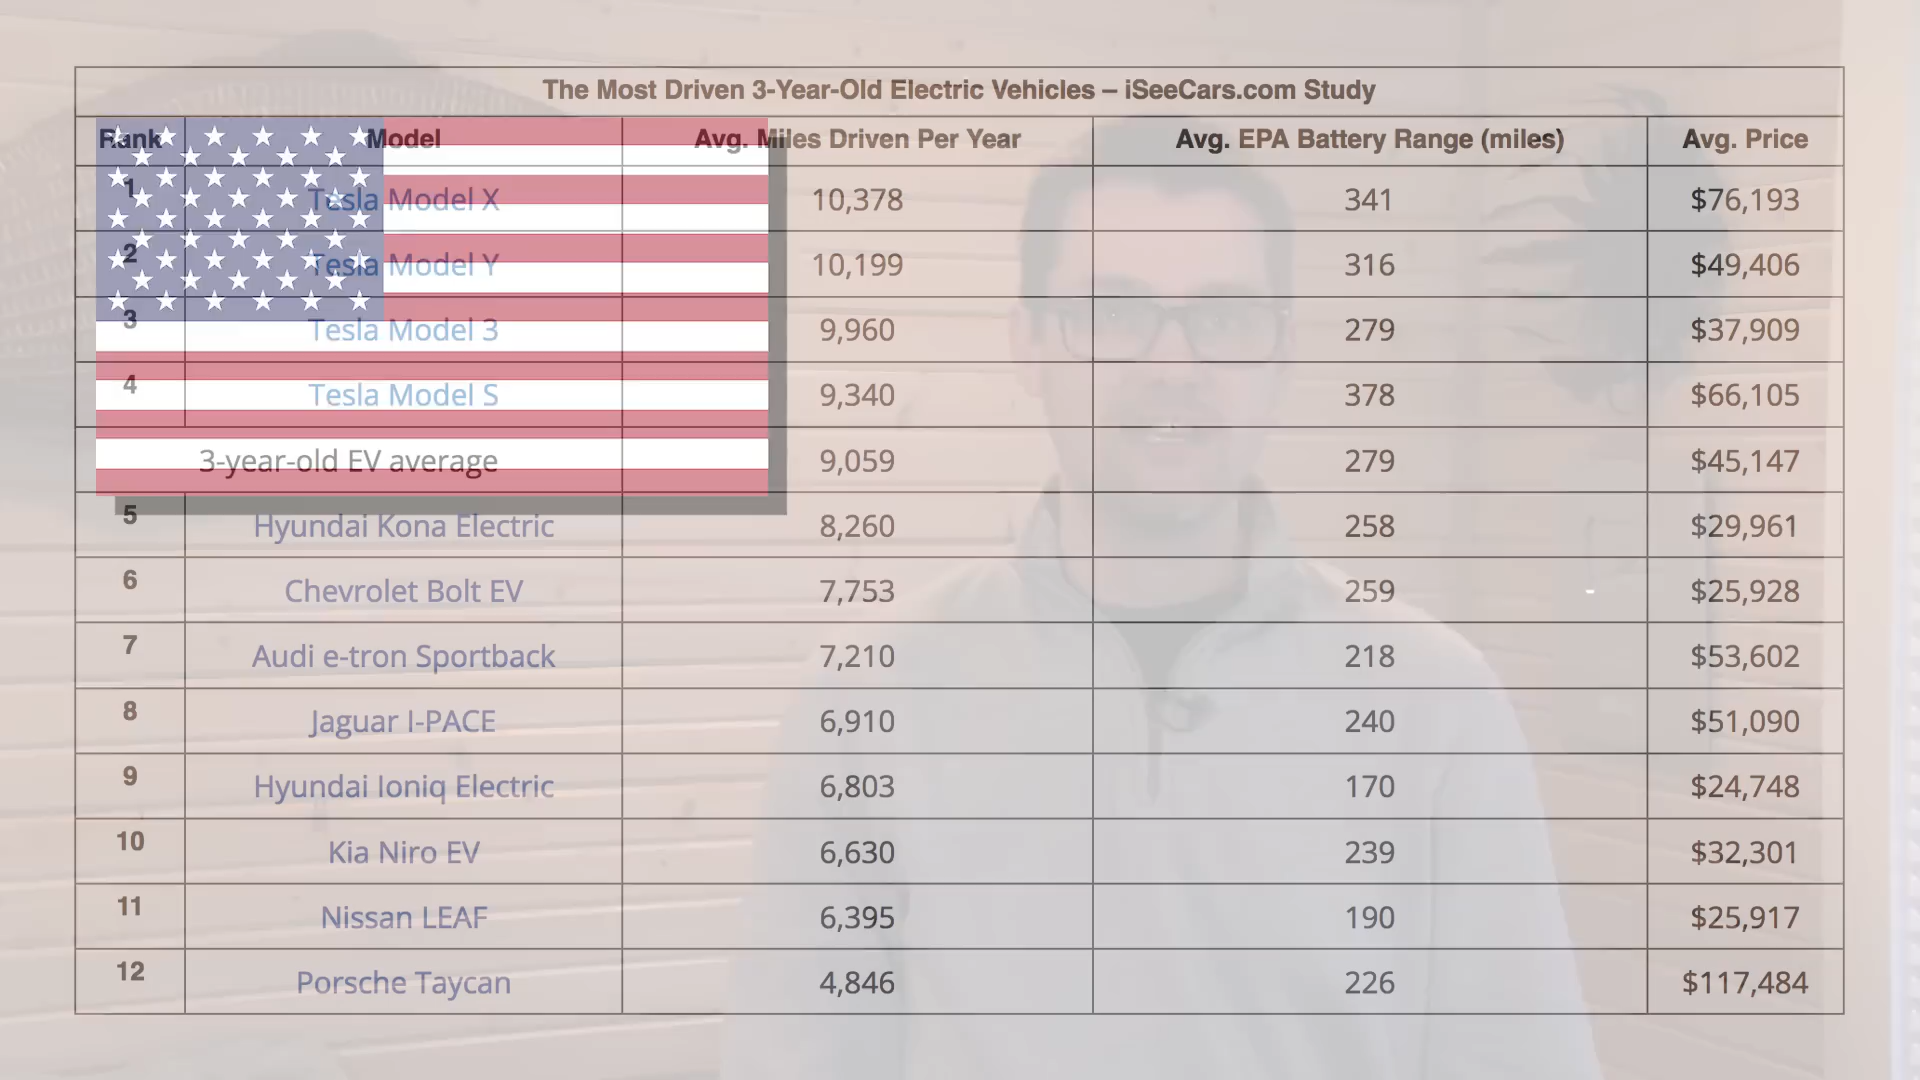 The Most Driven 3-Year-Old Electric Vehicles – iSeeCars.com Study
Rank Model Avg. Miles Driven Per Year Avg. EPA Battery Range (miles) Avg. Price
1 Tesla Model X 10,378 341 $76,193
2 Tesla Model Y 10,199 316 $49,406
3 Tesla Model 3 9,960 279 $37,909
4 Tesla Model S 9,340 378 $66,105
3-year-old EV average 9,059 279 $45,147
5 Hyundai Kona Electric 8,260 258 $29,961
6 Chevrolet Bolt EV 7,753 259 $25,928
7 Audi e-tron Sportback 7,210 218 $53,602
8 Jaguar I-PACE 6,910 240 $51,090
9 Hyundai Ioniq Electric 6,803 170 $24,748
10 Kia Niro EV 6,630 239 $32,301
11 Nissan LEAF 6,395 190 $25,917
12 Porsche Taycan 4,846 226 $117,484